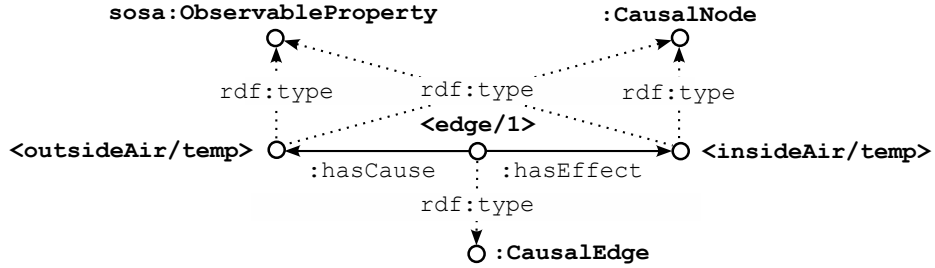 sosa:ObservableProperty
:CausalNode
rdf:type
rdf:type
rdf:type
<edge/1>
<outsideAir/temp>
<insideAir/temp>
:hasCause
:hasEffect
rdf:type
:CausalEdge